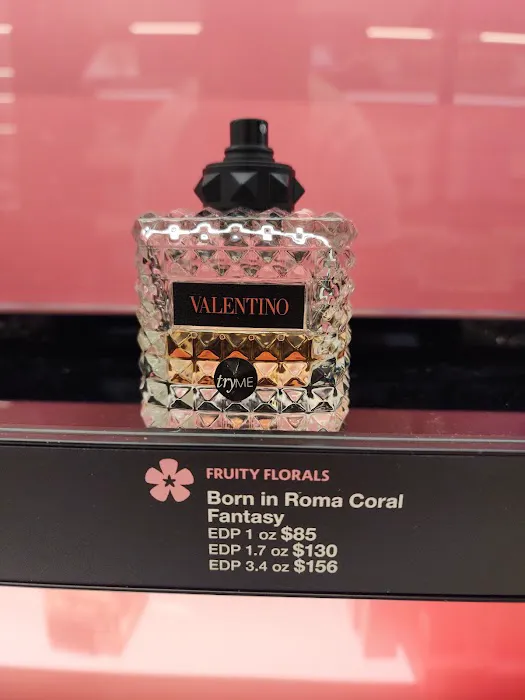 VALENTINO
tryME
FRUITY FLORALS
Born in Roma Coral
Fantasy
EDP 1 oz $85
EDP 1.7 oz $130
EDP 3.4 oz $156